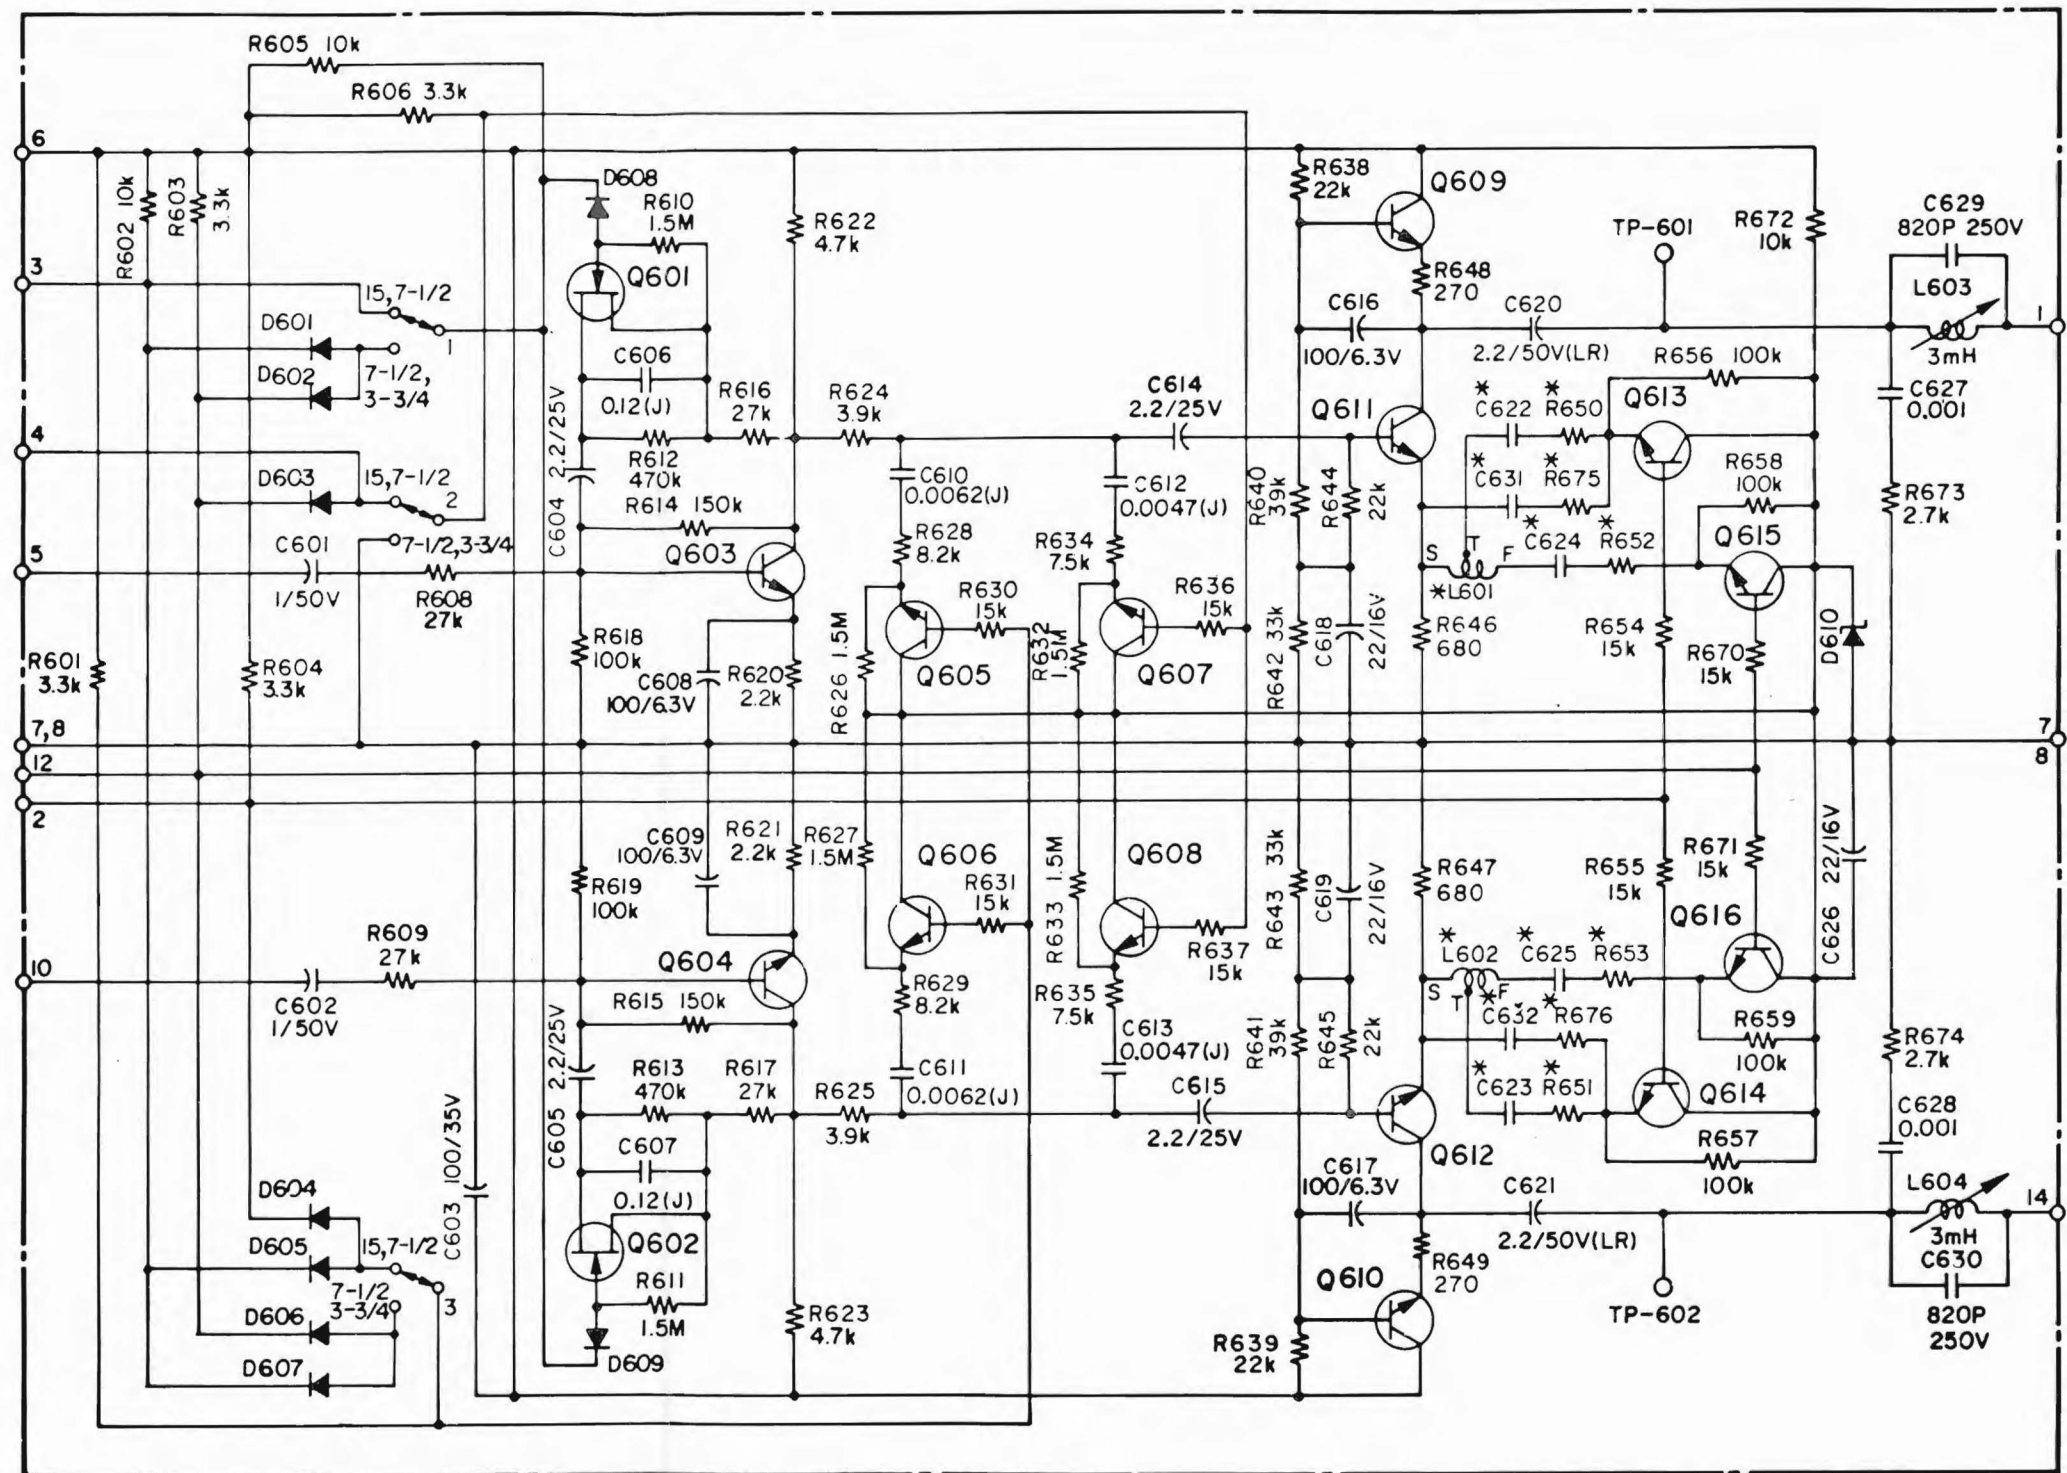 R605 10k
R606 3.3k
6
R602 10k
R603
3.3k
D608
R610
1.5M
Q601
R622
4.7k
R638
22k
Q609
R648
270
TP-601
R672
10k
C629
820P 250V
L603
3mH
1
3
15,7-1/2
1
D601
D602
7-1/2,
3-3/4
C606
0.12(J)
R616
27k
R624
3.9k
C614
2.2/25V
C616
100/6.3V
C620
2.2/50V(LR)
R656 100k
C627
0.001
4
D603
15,7-1/2
2
7-1/2,3-3/4
C604 2.2/25V
R612
470k
R614 150k
Q603
C610
0.0062(J)
C612
0.0047(J)
R640
39k
R644
22k
Q611
* *
C622 R650
* *
C631 R675
Q613
R658
100k
R673
2.7k
5
C601
1/50V
R608
27k
R628
8.2k
R634
7.5k
S T F
*L601
* *
C624 R652
Q615
R601
3.3k
R604
3.3k
R618
100k
C608
100/6.3V
R620
2.2k
R626 1.5M
Q605
R630
15k
R632
1.5M
Q607
R636
15k
R642 33k
C618
22/16V
R646
680
R654
15k
R670
15k
D610
7,8
7
8
12
2
C609
100/6.3V
R621
2.2k
R627
1.5M
Q606
R631
15k
R633 1.5M
Q608
R637
15k
R643 33k
C619
22/16V
R647
680
R655
15k
R671
15k
Q616
C626 22/16V
R619
100k
10
R609
27k
C602
1/50V
Q604
R615 150k
R629
8.2k
R635
7.5k
C611
0.0062(J)
C613
0.0047(J)
R641
39k
R645
22k
* * *
L602 C625 R653
S T F
* *
C632 R676
R659
100k
* *
C623 R651
Q614
R657
100k
R674
2.7k
C628
0.001
C605 2.2/25V
R613
470k
R617
27k
R625
3.9k
C615
2.2/25V
Q612
C607
0.12(J)
C603 100/35V
C617
100/6.3V
C621
2.2/50V(LR)
L604
3mH
C630
820P
250V
14
D604
D605
15,7-1/2
7-1/2
3-3/4
3
D606
D607
Q602
R611
1.5M
D609
R623
4.7k
R639
22k
Q610
R649
270
TP-602